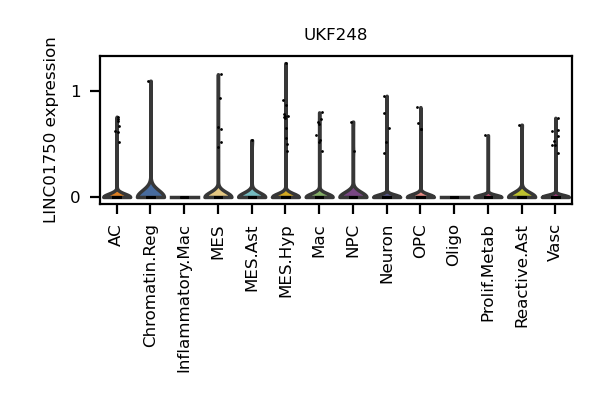 UKF248
LINC01750 expression
1
0
AC
Chromatin.Reg
Inflammatory.Mac
MES
MES.Ast
MES.Hyp
Mac
NPC
Neuron
OPC
Oligo
Prolif.Metab
Reactive.Ast
Vasc